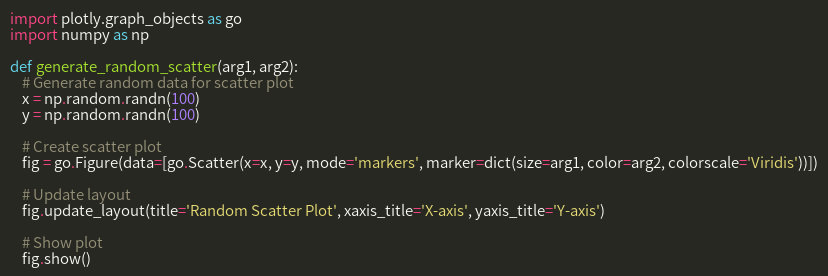 import plotly.graph_objects as go
import numpy as np
def generate_random_scatter(arg1, arg2):
# Generate random data for scatter plot
x = np.random.randn(100)
y = np.random.randn(100)
# Create scatter plot
fig = go.Figure(data=[go.Scatter(x=x, y=y, mode='markers', marker=dict(size=arg1, color=arg2, colorscale='Viridis'))])
# Update layout
fig.update_layout(title='Random Scatter Plot', xaxis_title='X-axis', yaxis_title='Y-axis')
# Show plot
fig.show()